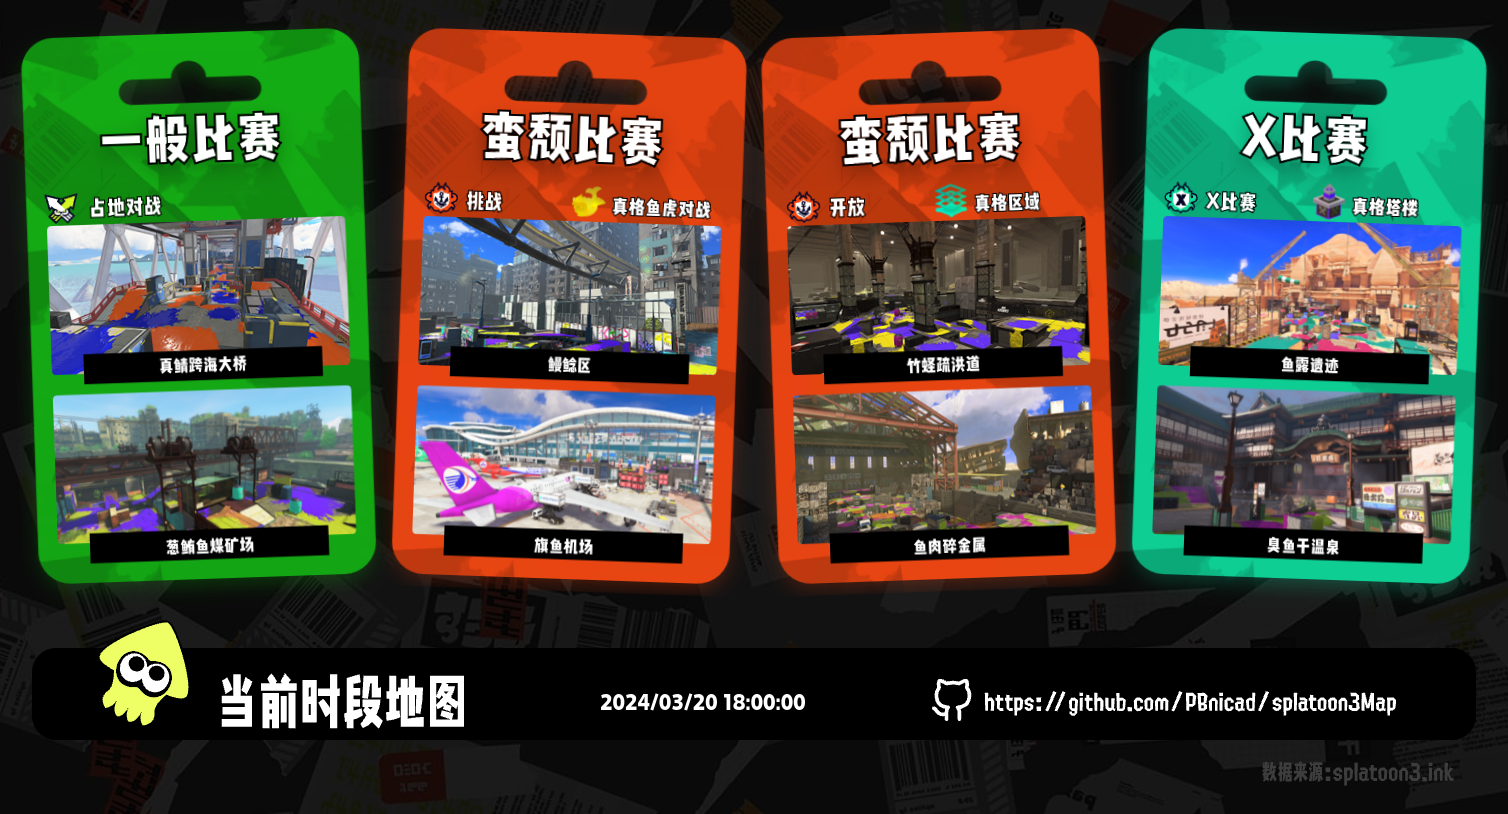 一般比赛
占地对战
真鲭跨海大桥
葱鲔鱼煤矿场
蛮颓比赛
挑战
真格鱼虎对战
鳗鲶区
旗鱼机场
蛮颓比赛
开放
真格区域
竹蛏疏洪道
鱼肉碎金属
X比赛
X比赛
真格塔楼
鱼露遗迹
臭鱼干温泉
当前时段地图
2024/03/20 18:00:00
https://github.com/PBnicad/splatoon3Map
数据来源:splatoon3.ink